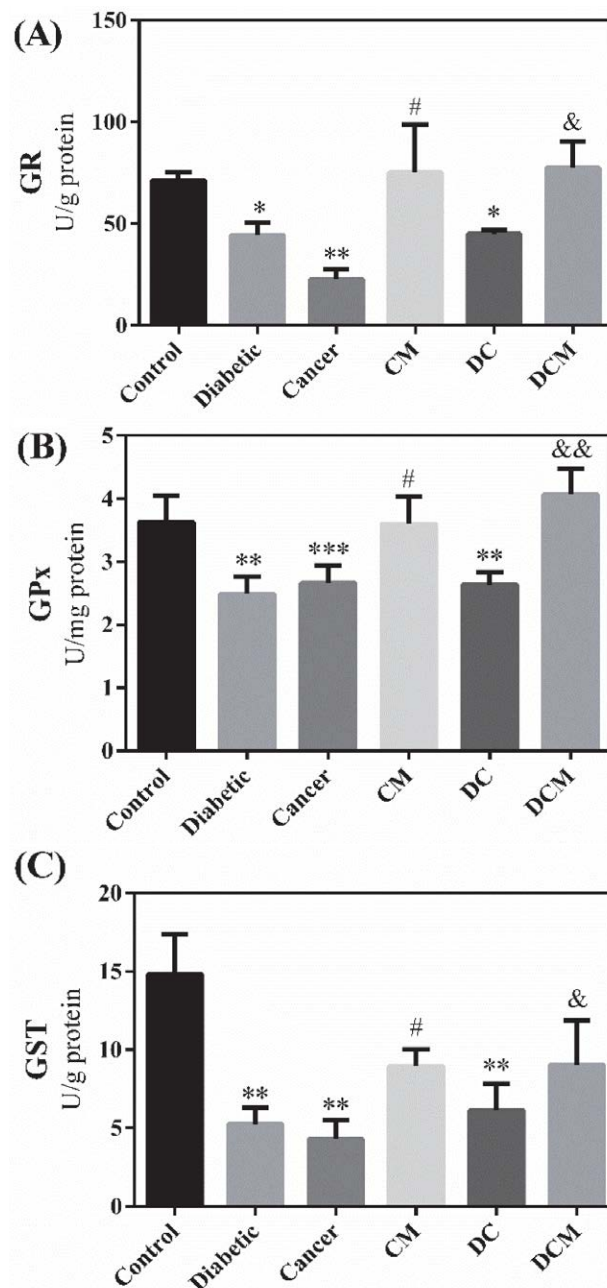 (A)
150
100
50
0
GR
U/g protein
*
**
#
*
&
Control
Diabetic
Cancer
CM
DC
DCM
(B)
5
4
3
2
1
0
GPx
U/mg protein
**
***
#
**
&&
Control
Diabetic
Cancer
CM
DC
DCM
(C)
20
15
10
5
0
GST
U/g protein
**
**
#
**
&
Control
Diabetic
Cancer
CM
DC
DCM